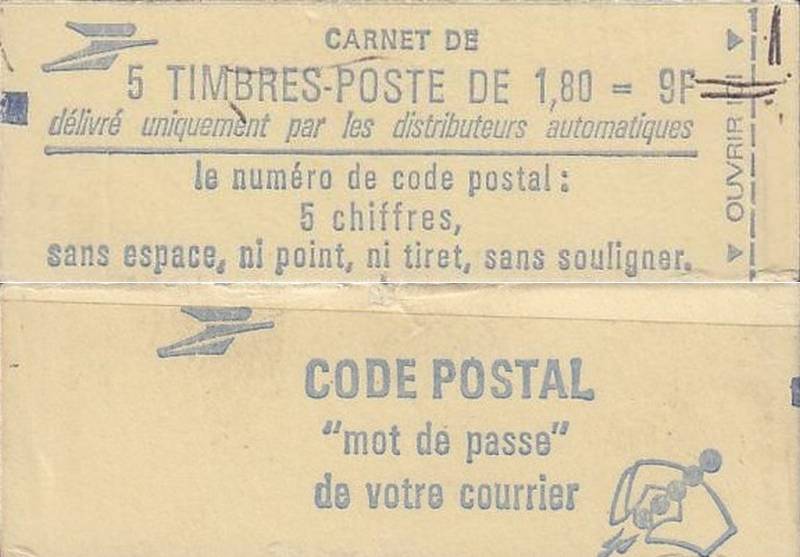 CARNET DE
5 TIMBRES-POSTE DE 1,80 = 9F
délivré uniquement par les distributeurs automatiques
le numéro de code postal :
5 chiffres,
sans espace, ni point, ni tiret, sans souligner.
OUVRIR ICI
CODE POSTAL
"mot de passe"
de votre courrier